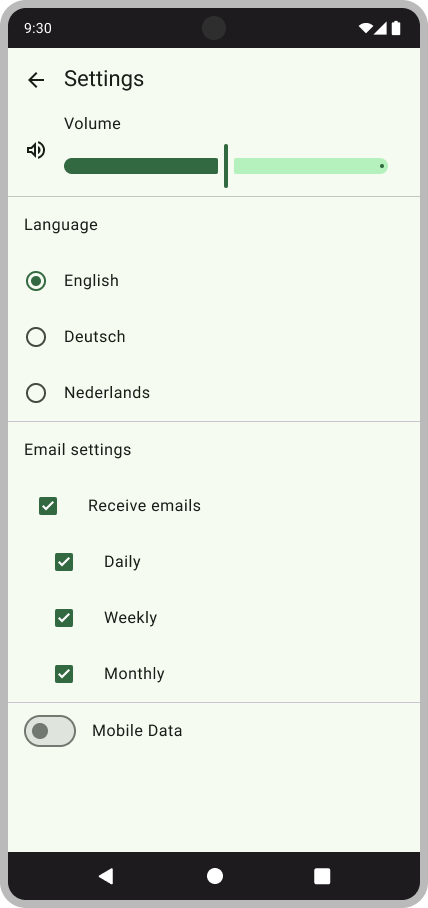 9:30
Settings
Volume
Language
English
Deutsch
Nederlands
Email settings
Receive emails
Daily
Weekly
Monthly
Mobile Data